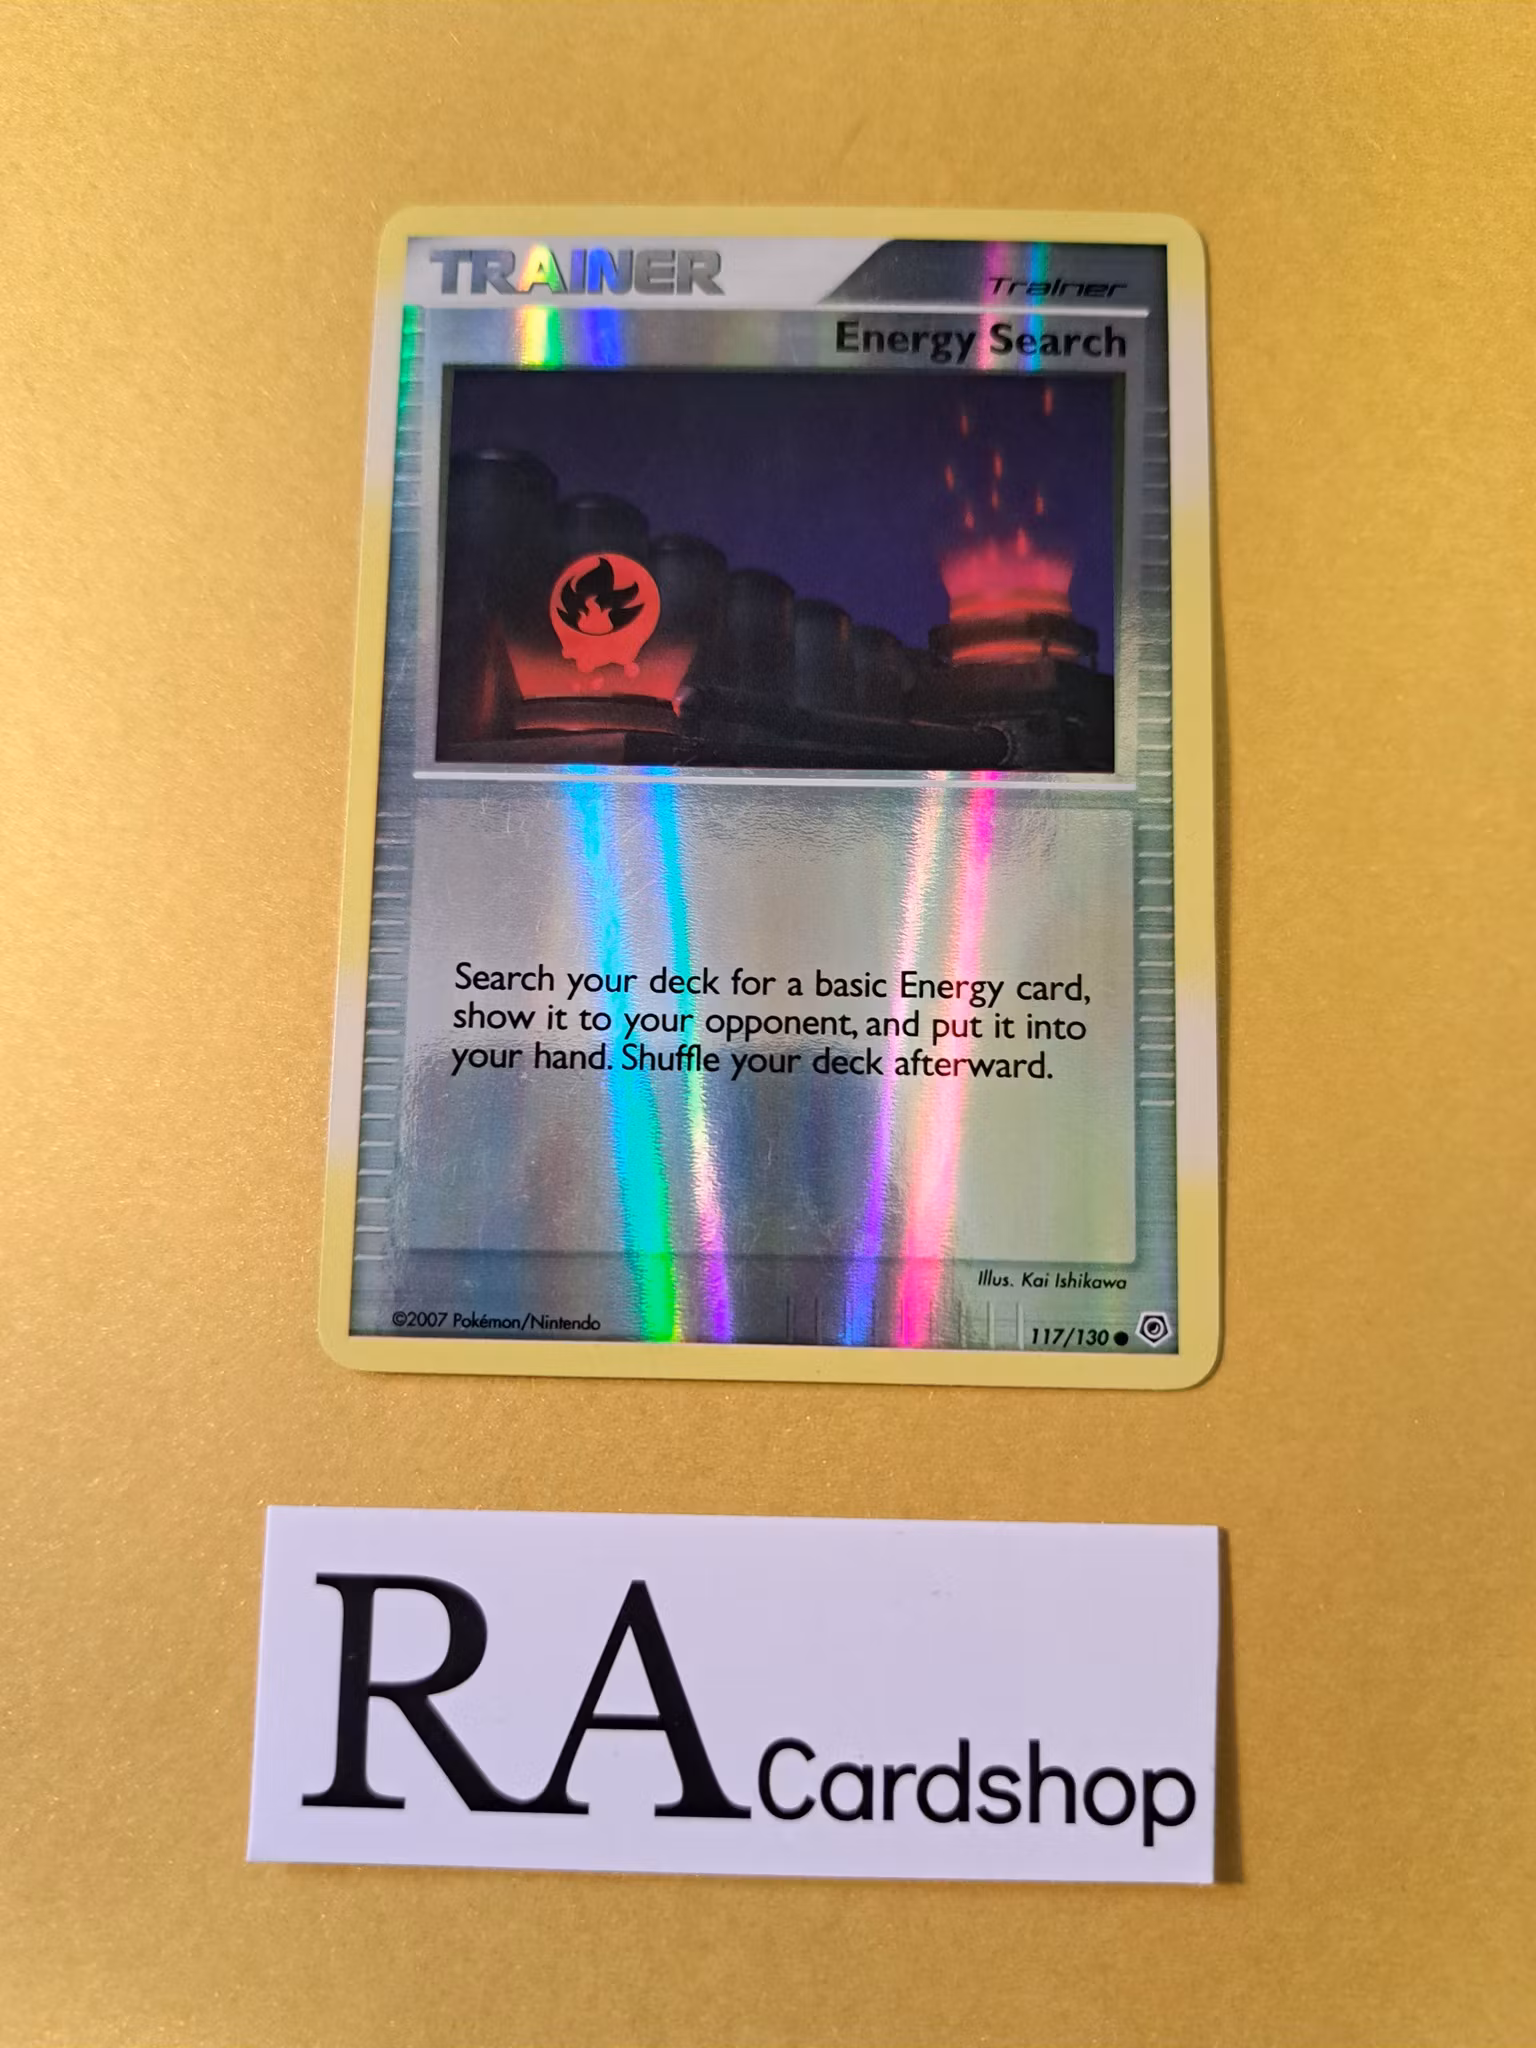 TRAINER
Trainer
Energy Search
Search your deck for a basic Energy card,
show it to your opponent, and put it into
your hand. Shuffle your deck afterward.
Illus. Kai Ishikawa
©2007 Pokémon/Nintendo
117/130
RA Cardshop